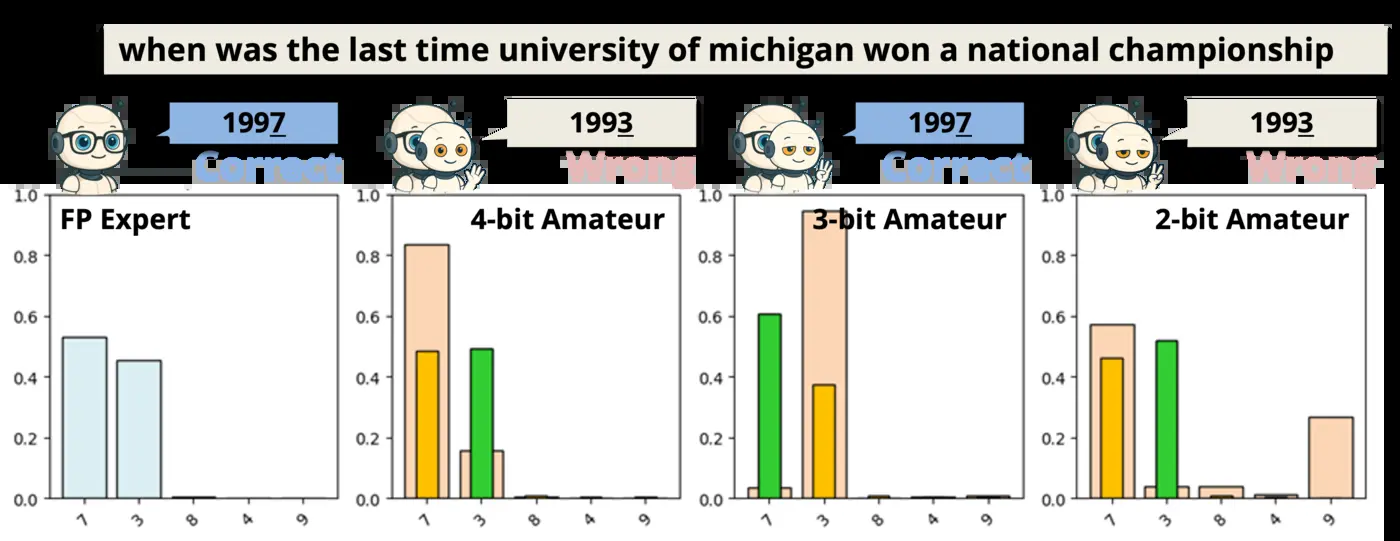 when was the last time university of michigan won a national championship
1997
Correct
1993
Wrong
1997
Correct
1993
Wrong
FP Expert
1.0
0.8
0.6
0.4
0.2
0.0
7 3 8 4 9
4-bit Amateur
1.0
0.8
0.6
0.4
0.2
0.0
7 3 8 4 9
3-bit Amateur
1.0
0.8
0.6
0.4
0.2
0.0
7 3 8 4 9
2-bit Amateur
1.0
0.8
0.6
0.4
0.2
0.0
7 3 8 4 9